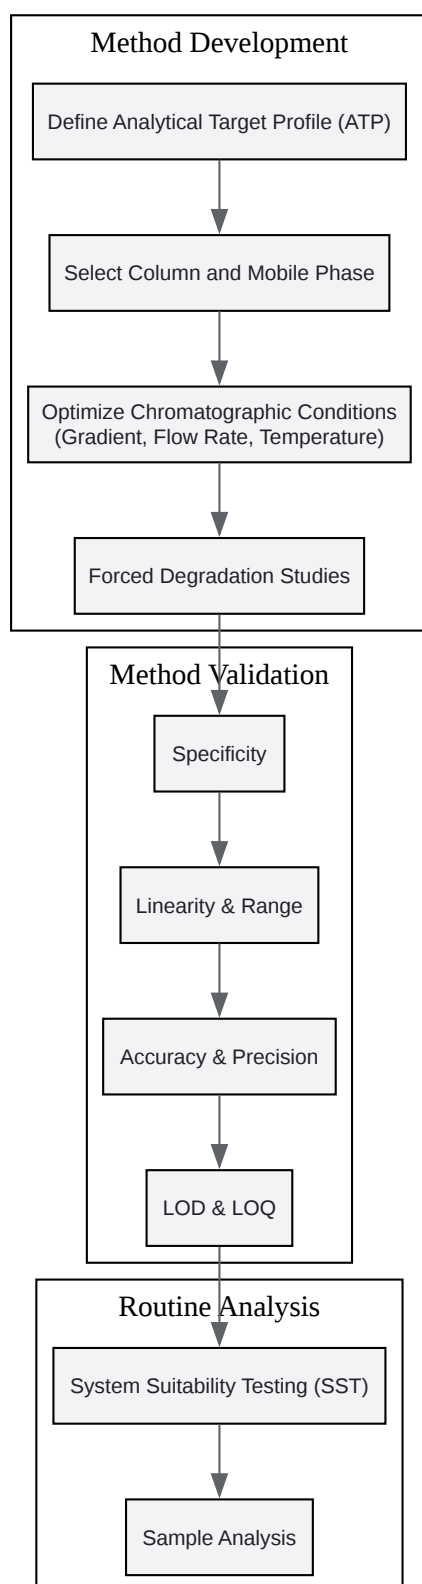 Method Development
Define Analytical Target Profile (ATP)
Select Column and Mobile Phase
Optimize Chromatographic Conditions
(Gradient, Flow Rate, Temperature)
Forced Degradation Studies
Method Validation
Specificity
Linearity & Range
Accuracy & Precision
LOD & LOQ
Routine Analysis
System Suitability Testing (SST)
Sample Analysis